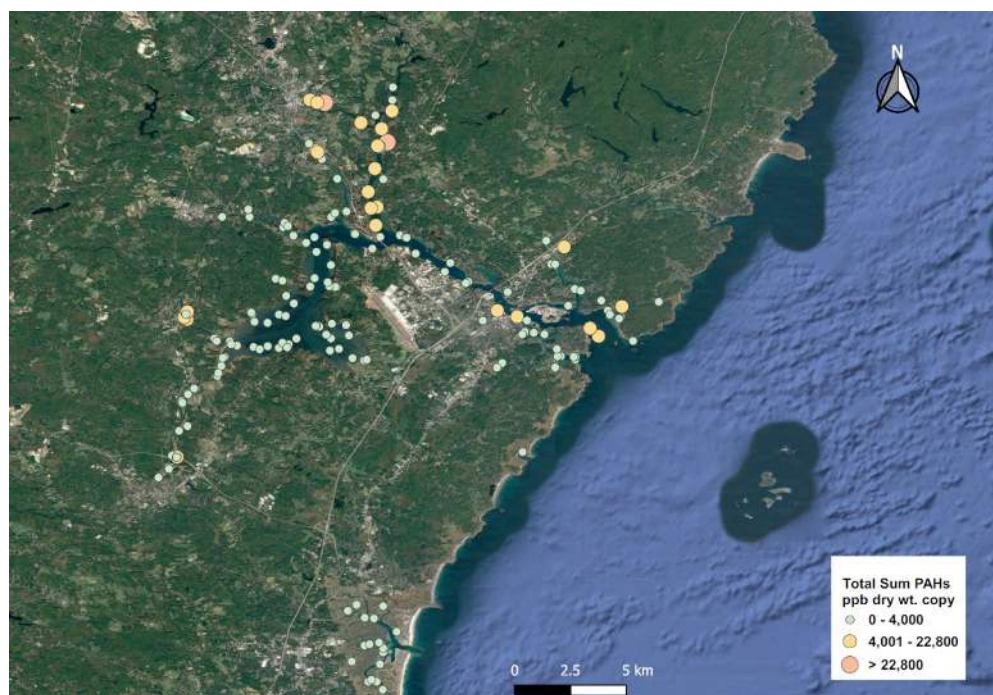 N
Total Sum PAHs
ppb dry wt. copy
0 - 4,000
4,001 - 22,800
> 22,800
0 2.5 5 km